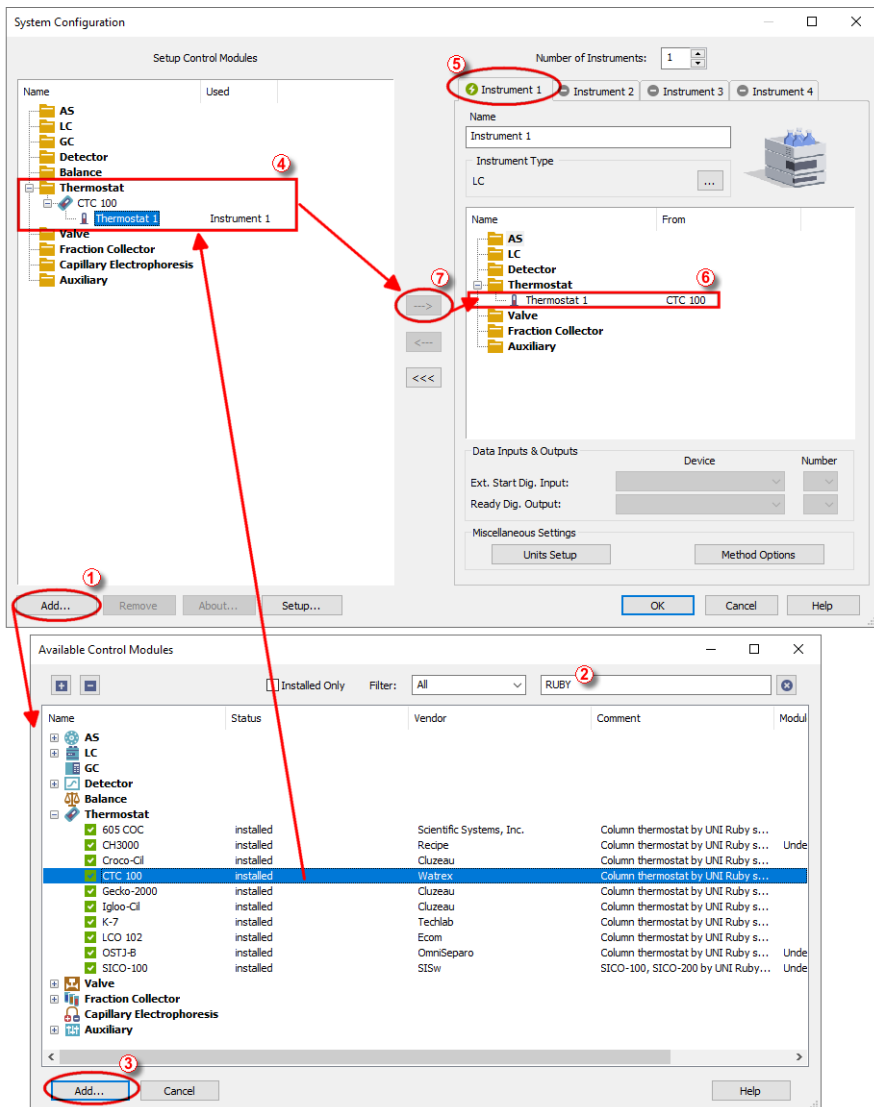 System Configuration
Setup Control Modules
Number of Instruments: 1
⑤
Name Used
AS
LC
GC
Detector
Balance
④
Thermostat
CTC 100
Thermostat 1 Instrument 1
Valve
Fraction Collector
Capillary Electrophoresis
Auxiliary
⑦
--->
<---
<<<
Instrument 1 Instrument 2 Instrument 3 Instrument 4
Name
Instrument 1
Instrument Type
LC ...
Name From
AS
LC
Detector
Thermostat ⑥
Thermostat 1 CTC 100
Valve
Fraction Collector
Auxiliary
Data Inputs & Outputs
Device Number
Ext. Start Dig. Input:
Ready Dig. Output:
Miscellaneous Settings
Units Setup Method Options
①
Add... Remove About... Setup... OK Cancel Help
Available Control Modules
Installed Only Filter: All RUBY ②
Name Status Vendor Comment Modul
AS
LC
GC
Detector
Balance
Thermostat
605 COC installed Scientific Systems, Inc. Column thermostat by UNI Ruby s...
CH3000 installed Recipe Column thermostat by UNI Ruby s... Unde
Croco-Cil installed Cluzeau Column thermostat by UNI Ruby s...
CTC 100 installed Watrex Column thermostat by UNI Ruby s...
Gecko-2000 installed Cluzeau Column thermostat by UNI Ruby s...
Igloo-Cil installed Cluzeau Column thermostat by UNI Ruby s...
K-7 installed Techlab Column thermostat by UNI Ruby s...
LCO 102 installed Ecom Column thermostat by UNI Ruby s...
OSTJ-B installed OmniSeparo Column thermostat by UNI Ruby s... Unde
SICO-100 installed SISw SICO-100, SICO-200 by UNI Ruby... Unde
Valve
Fraction Collector
Capillary Electrophoresis
Auxiliary
③
Add... Cancel Help